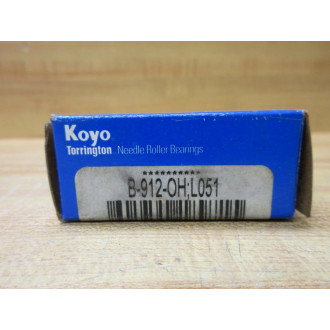 Koyo
Torrington Needle Roller Bearings
**********
B-912-OH;L051